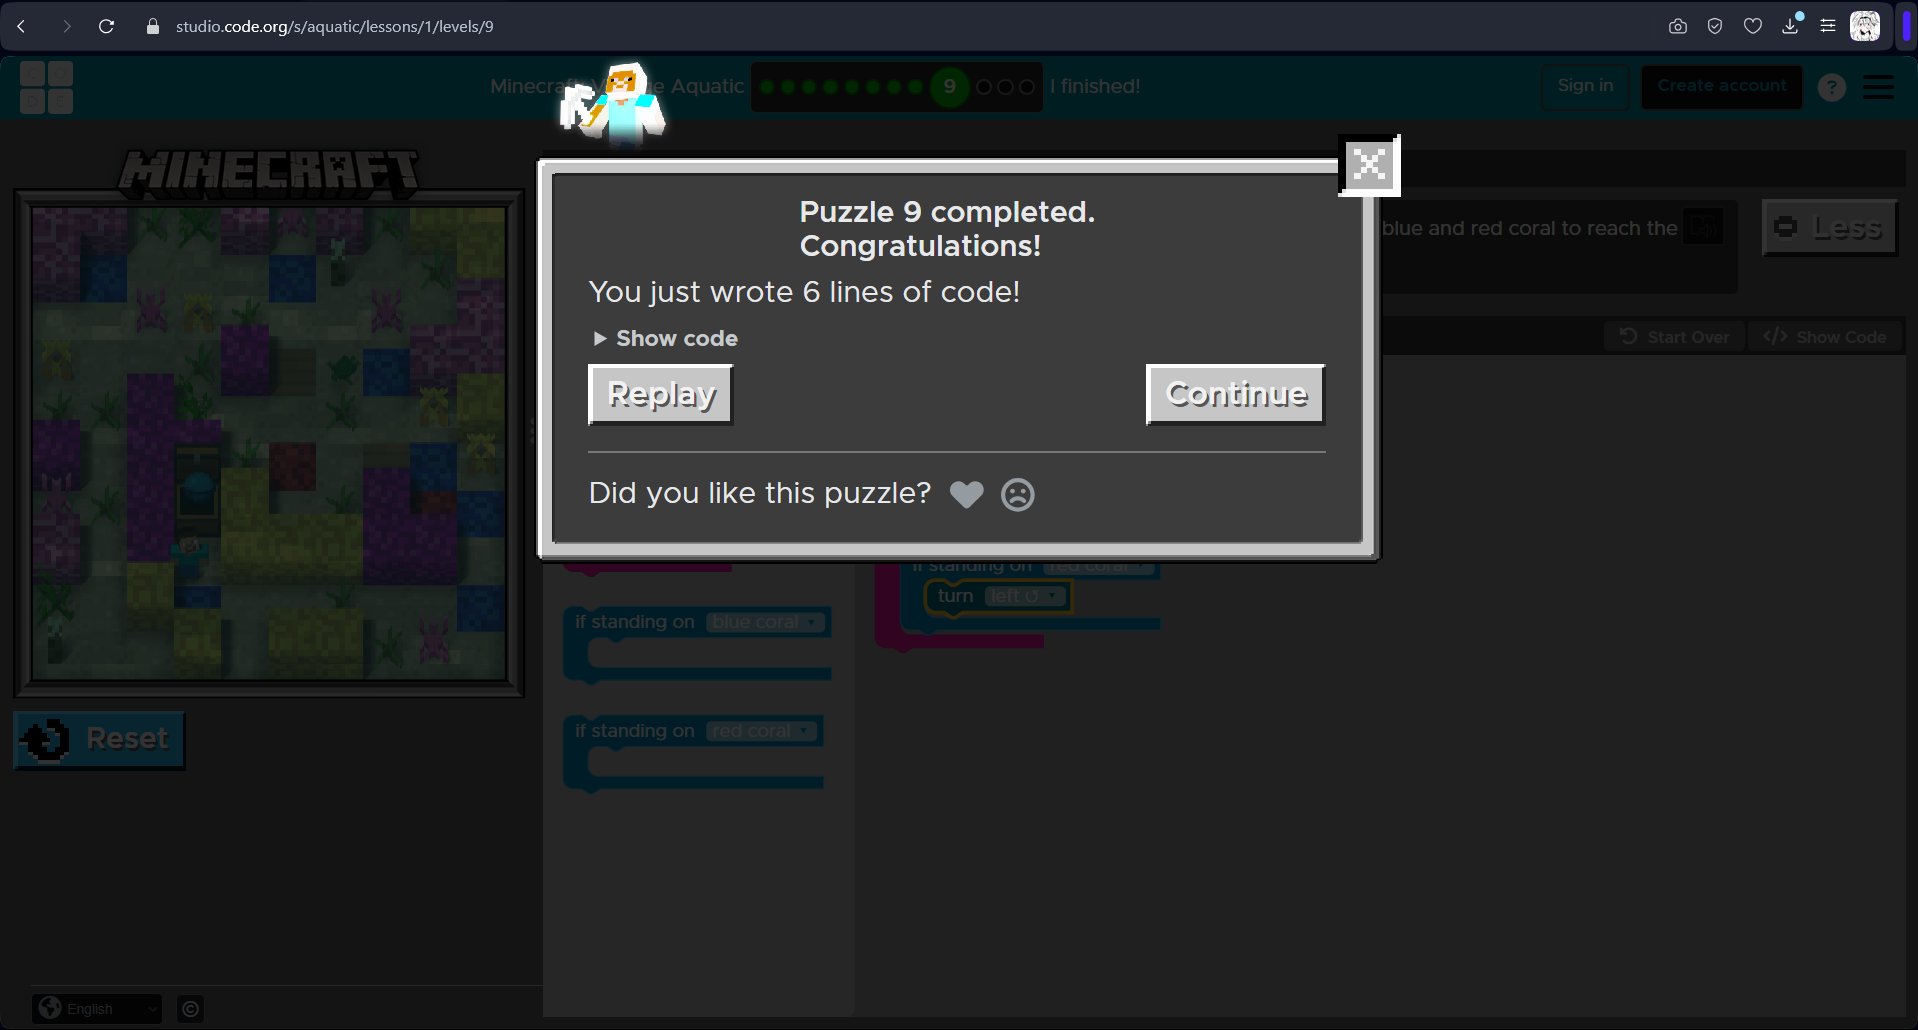 studio.code.org/s/aquatic/lessons/1/levels/9
Aquatic
9
I finished!
Sign in
Create account
?
MINECRAFT
Puzzle 9 completed.
Congratulations!
You just wrote 6 lines of code!
Show code
Replay
Continue
Did you like this puzzle?
blue and red coral to reach the
Less
Start Over
Show Code
if standing on red coral
turn left
if standing on blue coral
if standing on red coral
Reset
English
©